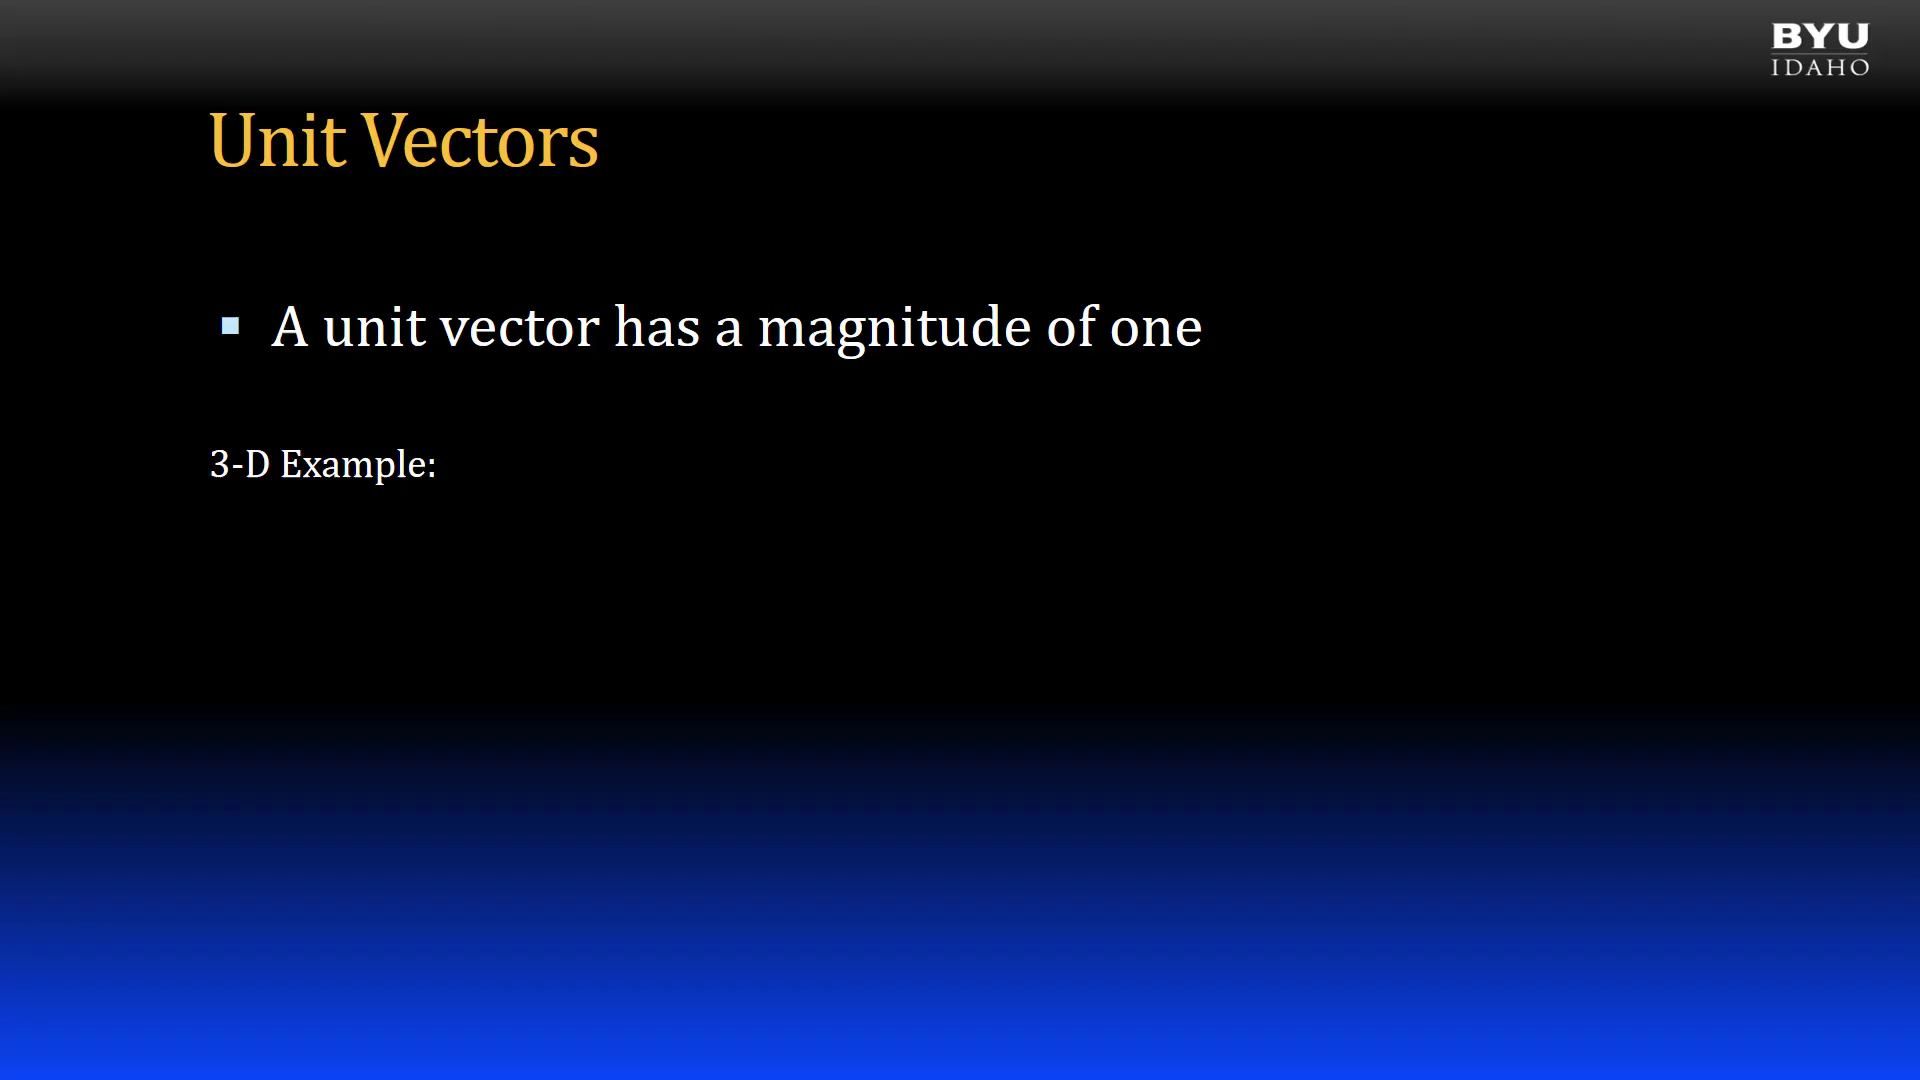 BYU
IDAHO
Unit Vectors
▪ A unit vector has a magnitude of one
3-D Example: